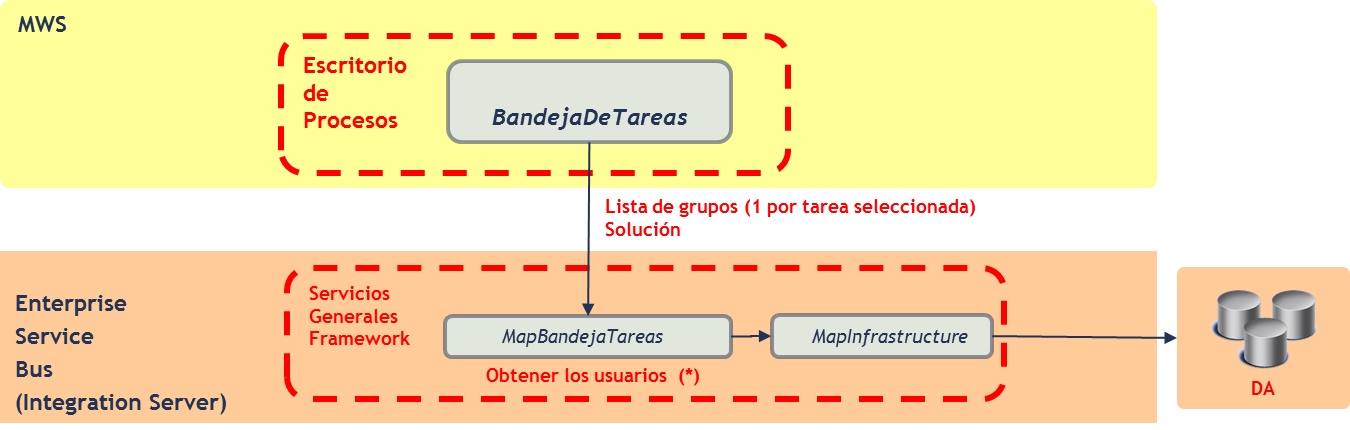 MWS
Escritorio
de
Procesos
BandejaDeTareas
Lista de grupos (1 por tarea seleccionada)
Solución
Enterprise
Service
Bus
(Integration Server)
Servicios
Generales
Framework
MapBandejaTareas
MapInfrastructure
Obtener los usuarios (*)
DA